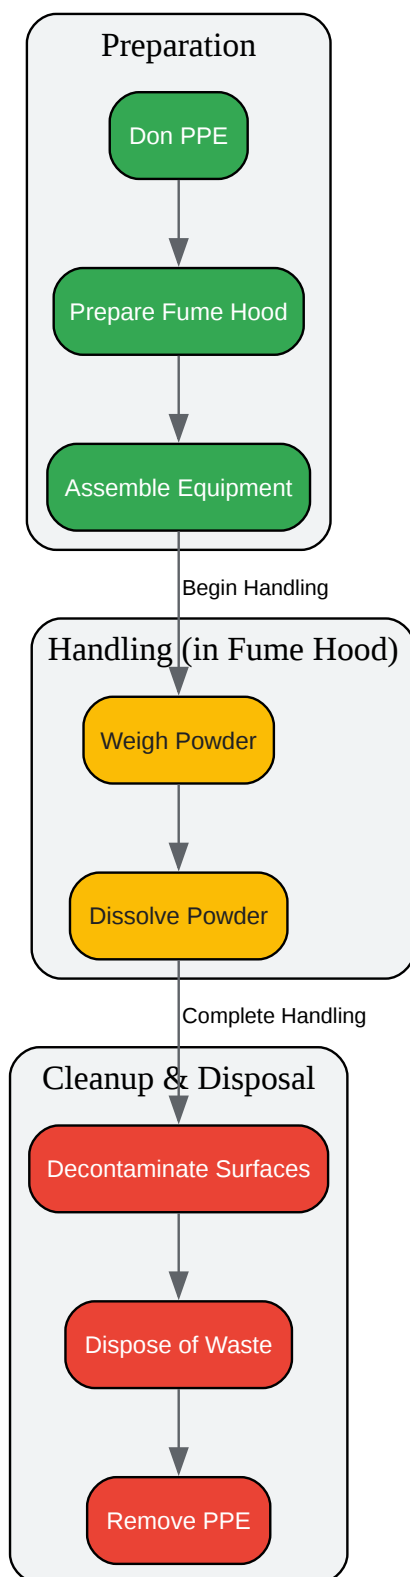 Preparation
Don PPE
Prepare Fume Hood
Assemble Equipment
Begin Handling
Handling (in Fume Hood)
Weigh Powder
Dissolve Powder
Complete Handling
Cleanup & Disposal
Decontaminate Surfaces
Dispose of Waste
Remove PPE